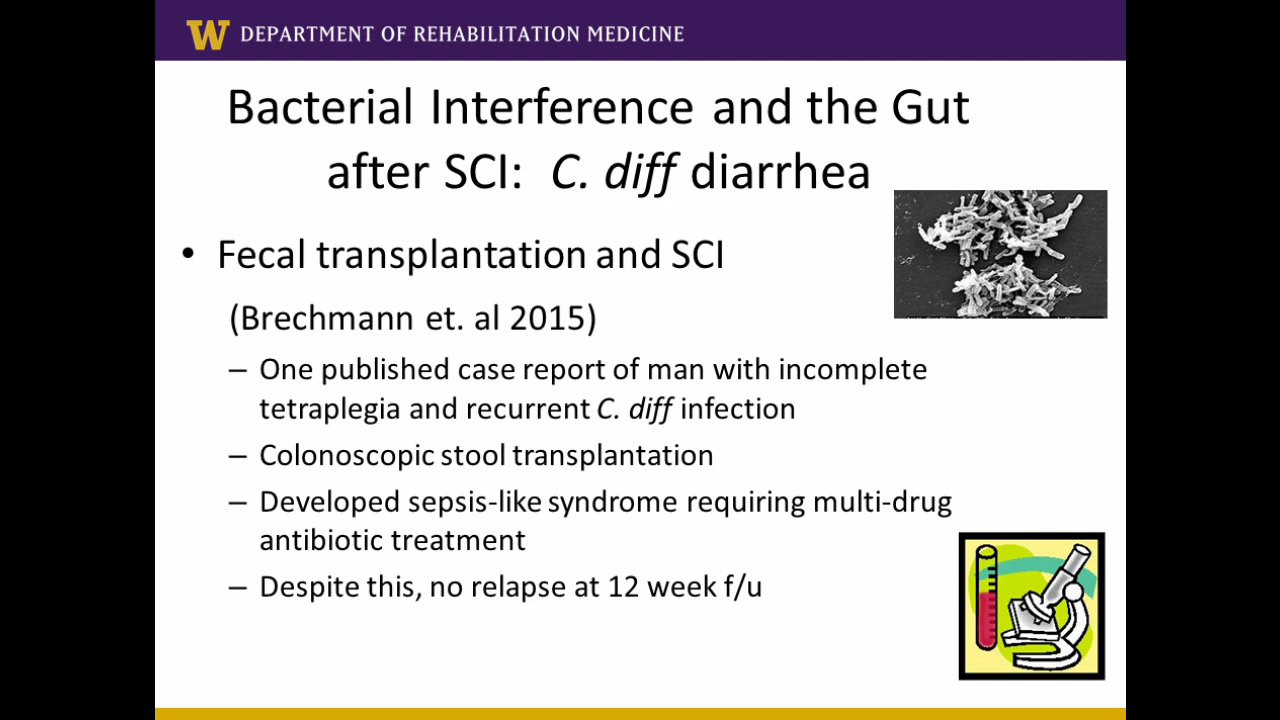 W DEPARTMENT OF REHABILITATION MEDICINE
Bacterial Interference and the Gut
after SCI: C. diff diarrhea
• Fecal transplantation and SCI
(Brechmann et. al 2015)
– One published case report of man with incomplete
tetraplegia and recurrent C. diff infection
– Colonoscopic stool transplantation
– Developed sepsis-like syndrome requiring multi-drug
antibiotic treatment
– Despite this, no relapse at 12 week f/u